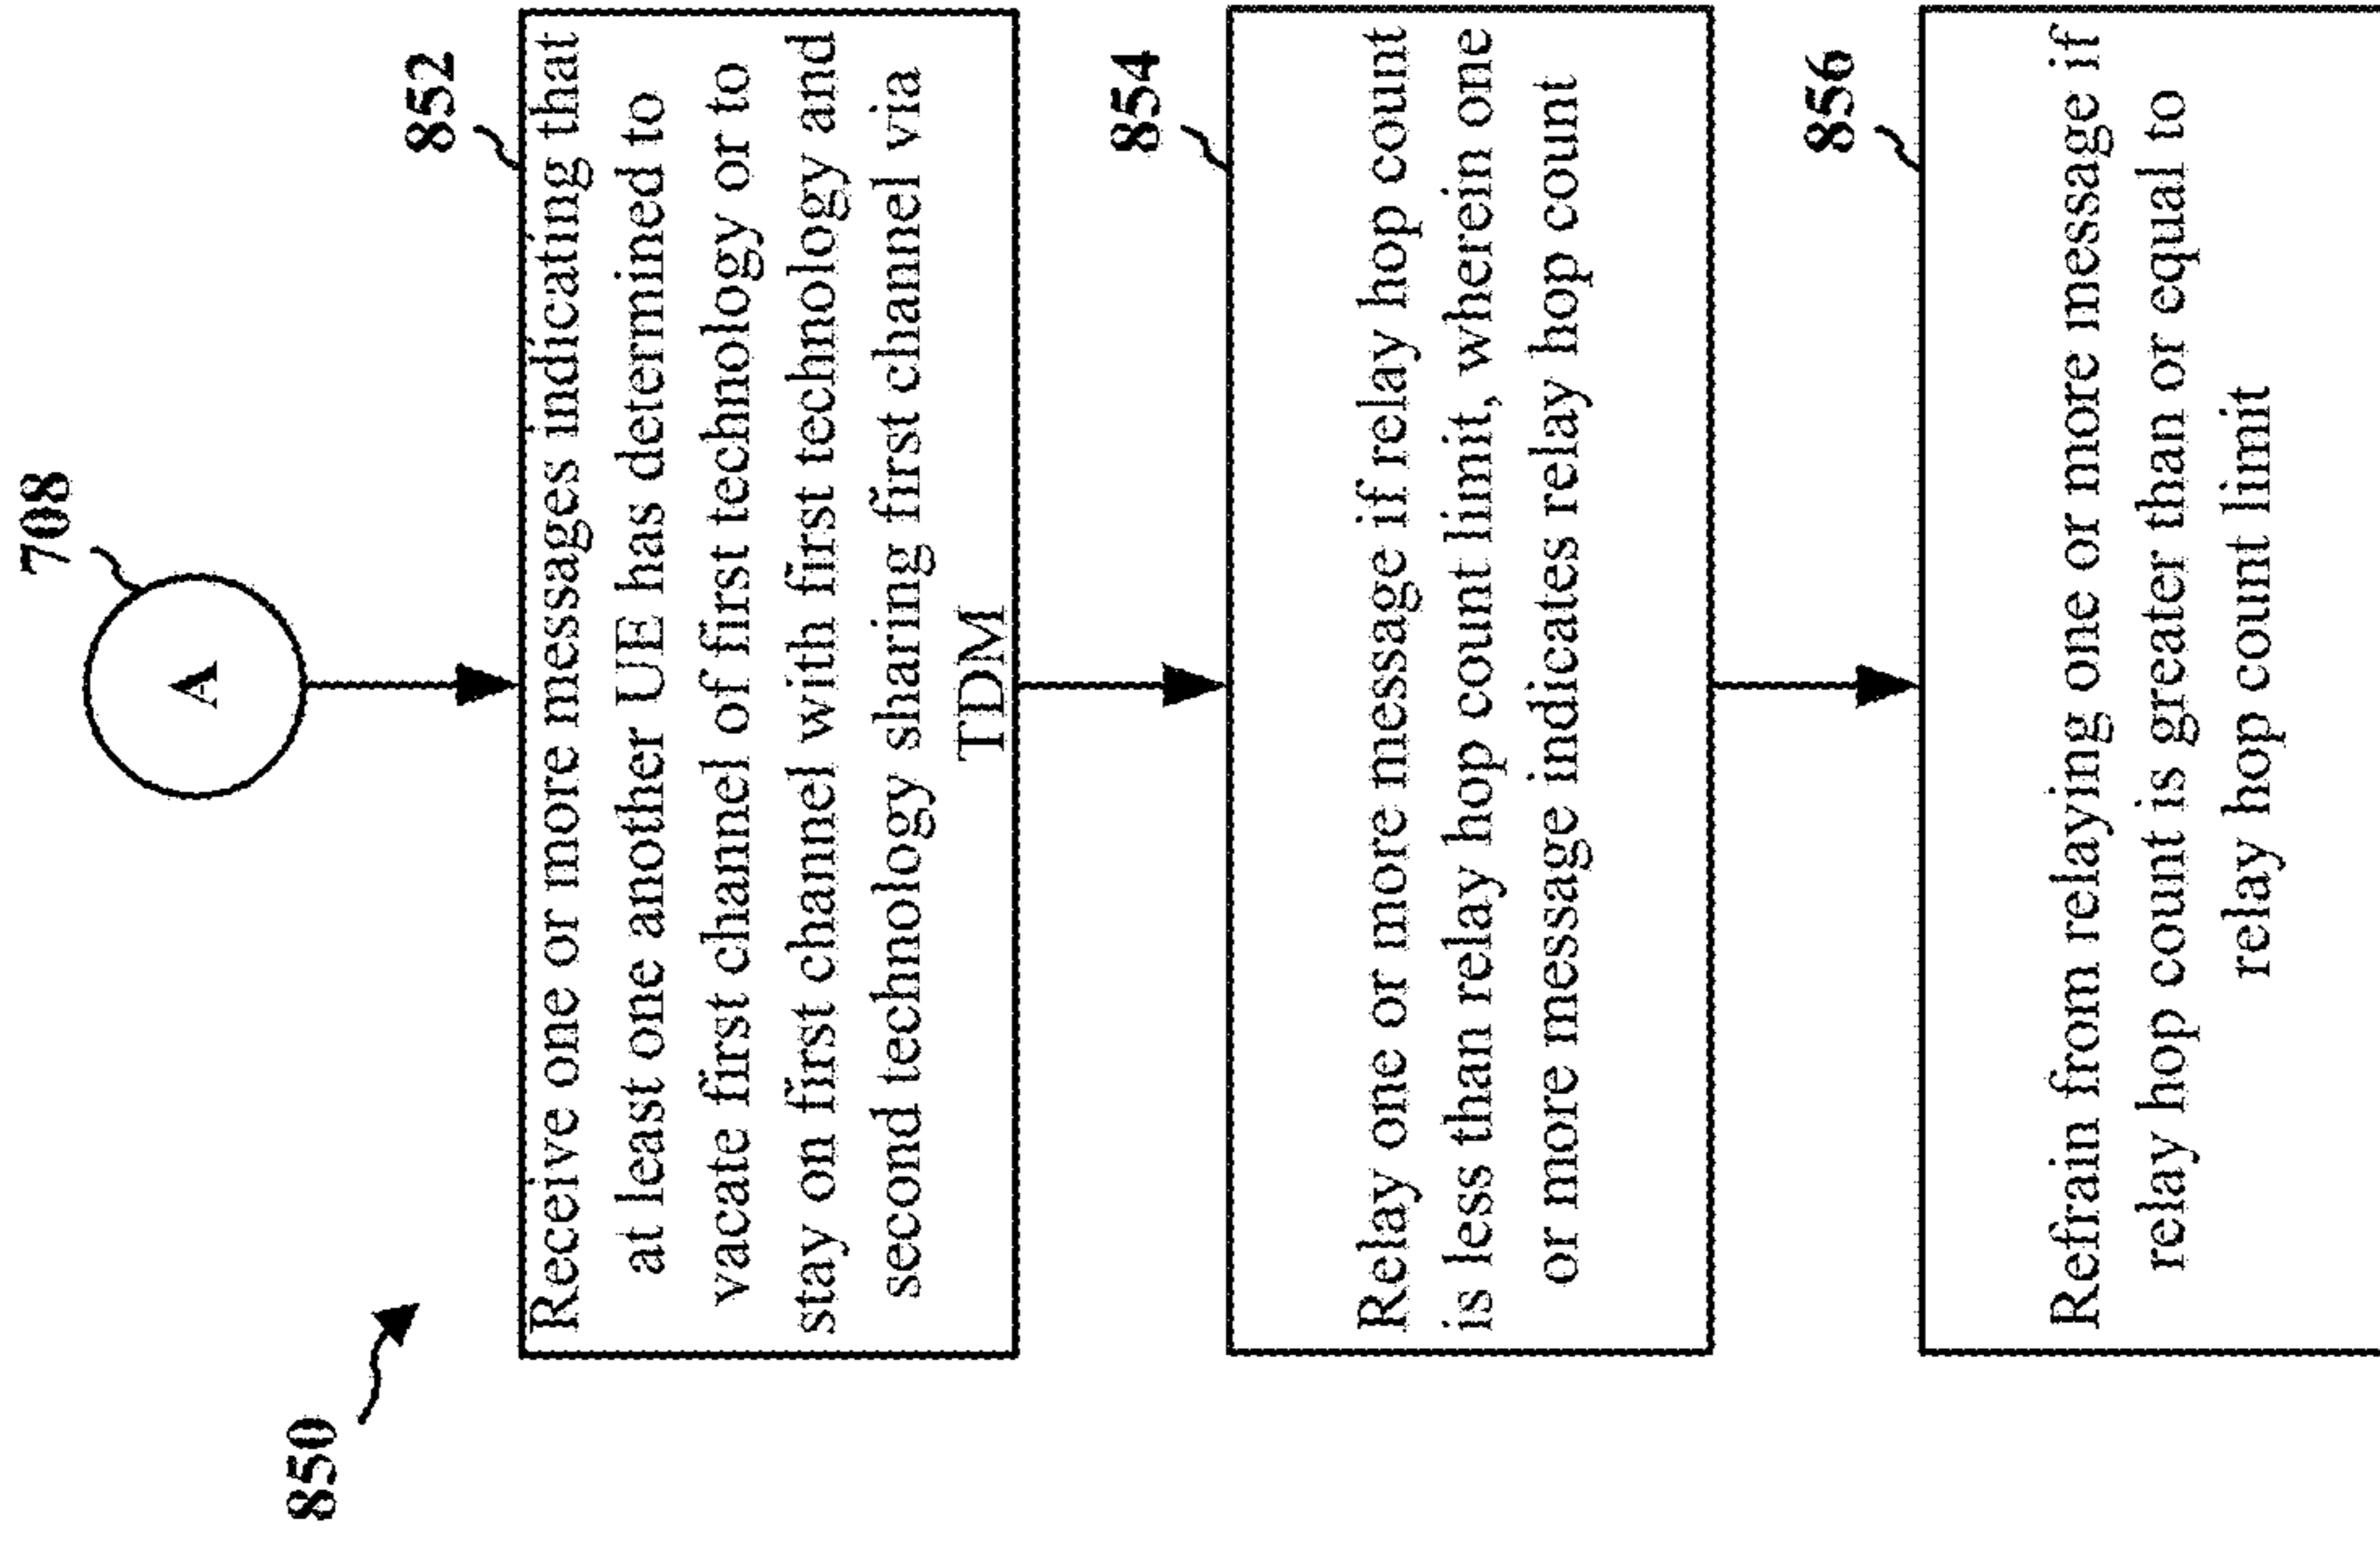 850
708
A
852
Receive one or more messages indicating that
at least one another UE has determined to
vacate first channel of first technology or to
stay on first channel with first technology and
second technology sharing first channel via
TDM
854
Relay one or more message if relay hop count
is less than relay hop count limit, wherein one
or more message indicates relay hop count
856
Refrain from relaying one or more message if
relay hop count is greater than or equal to
relay hop count limit